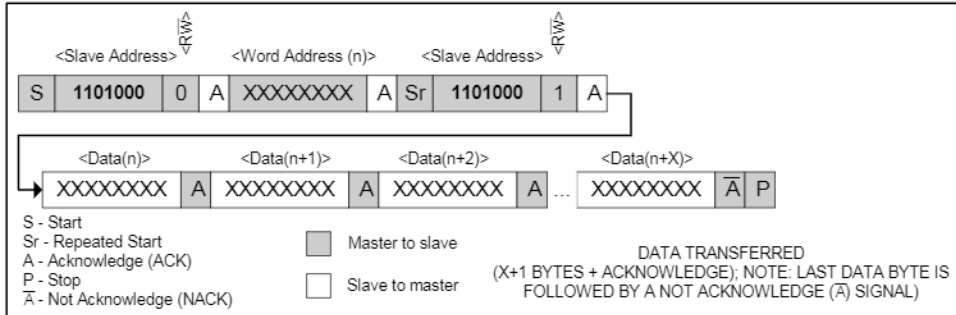 <R/W̅> <R/W̅>
<Slave Address> <Word Address (n)> <Slave Address>
S 1101000 0 A XXXXXXXX A Sr 1101000 1 A
<Data(n)> <Data(n+1)> <Data(n+2)> <Data(n+X)>
XXXXXXXX A XXXXXXXX A XXXXXXXX A ... XXXXXXXX A̅ P
S - Start
Sr - Repeated Start
A - Acknowledge (ACK)
P - Stop
A̅ - Not Acknowledge (NACK)
Master to slave
Slave to master
DATA TRANSFERRED
(X+1 BYTES + ACKNOWLEDGE); NOTE: LAST DATA BYTE IS
FOLLOWED BY A NOT ACKNOWLEDGE (A̅) SIGNAL)